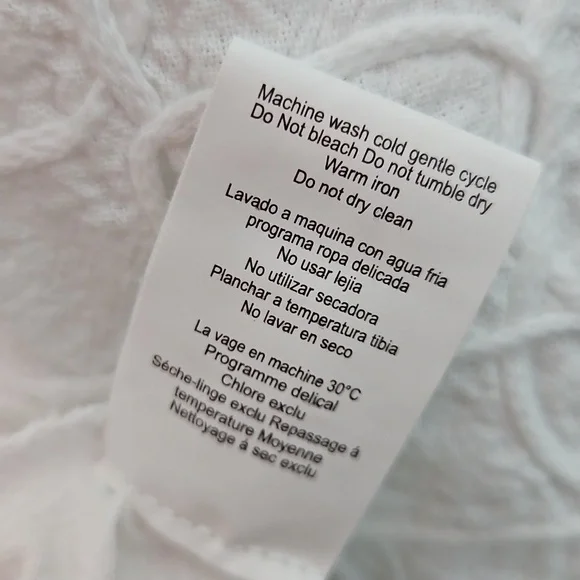 Machine wash cold gentle cycle
Do Not bleach Do not tumble dry
Warm iron
Do not dry clean
Lavado a maquina con agua fria
programa ropa delicada
No usar lejia
No utilizar secadora
Planchar a temperatura tibia
No lavar en seco
La vage en machine 30°C
Programme delical
Chlore exclu
Séche-linge exclu Repassage á
temperature Moyenne
Nettoyage á sec exclu